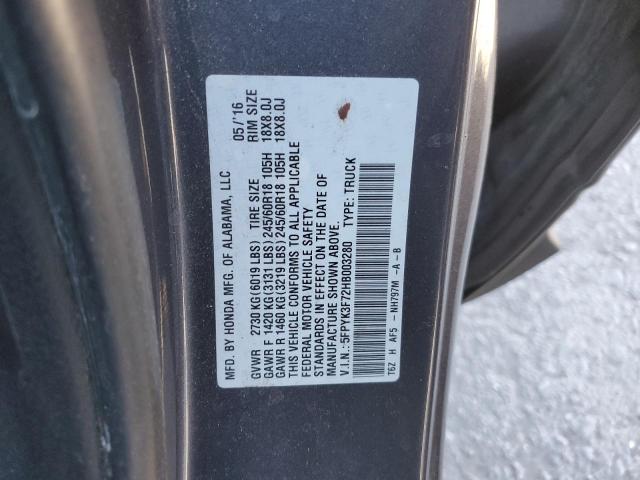 MFD. BY HONDA MFG. OF ALABAMA, LLC 05/'16
GVWR 2730 KG(6019 LBS) TIRE SIZE RIM SIZE
GAWR F 1420 KG(3131 LBS) 245/60R18 105H 18X8.0J
GAWR R 1460 KG(3219 LBS) 245/60R18 105H 18X8.0J
THIS VEHICLE CONFORMS TO ALL APPLICABLE
FEDERAL MOTOR VEHICLE SAFETY
STANDARDS IN EFFECT ON THE DATE OF
MANUFACTURE SHOWN ABOVE.
V.I.N.: 5FPYK3F72HB003280 TYPE: TRUCK
T6Z H AF5 - NH797M -A -B